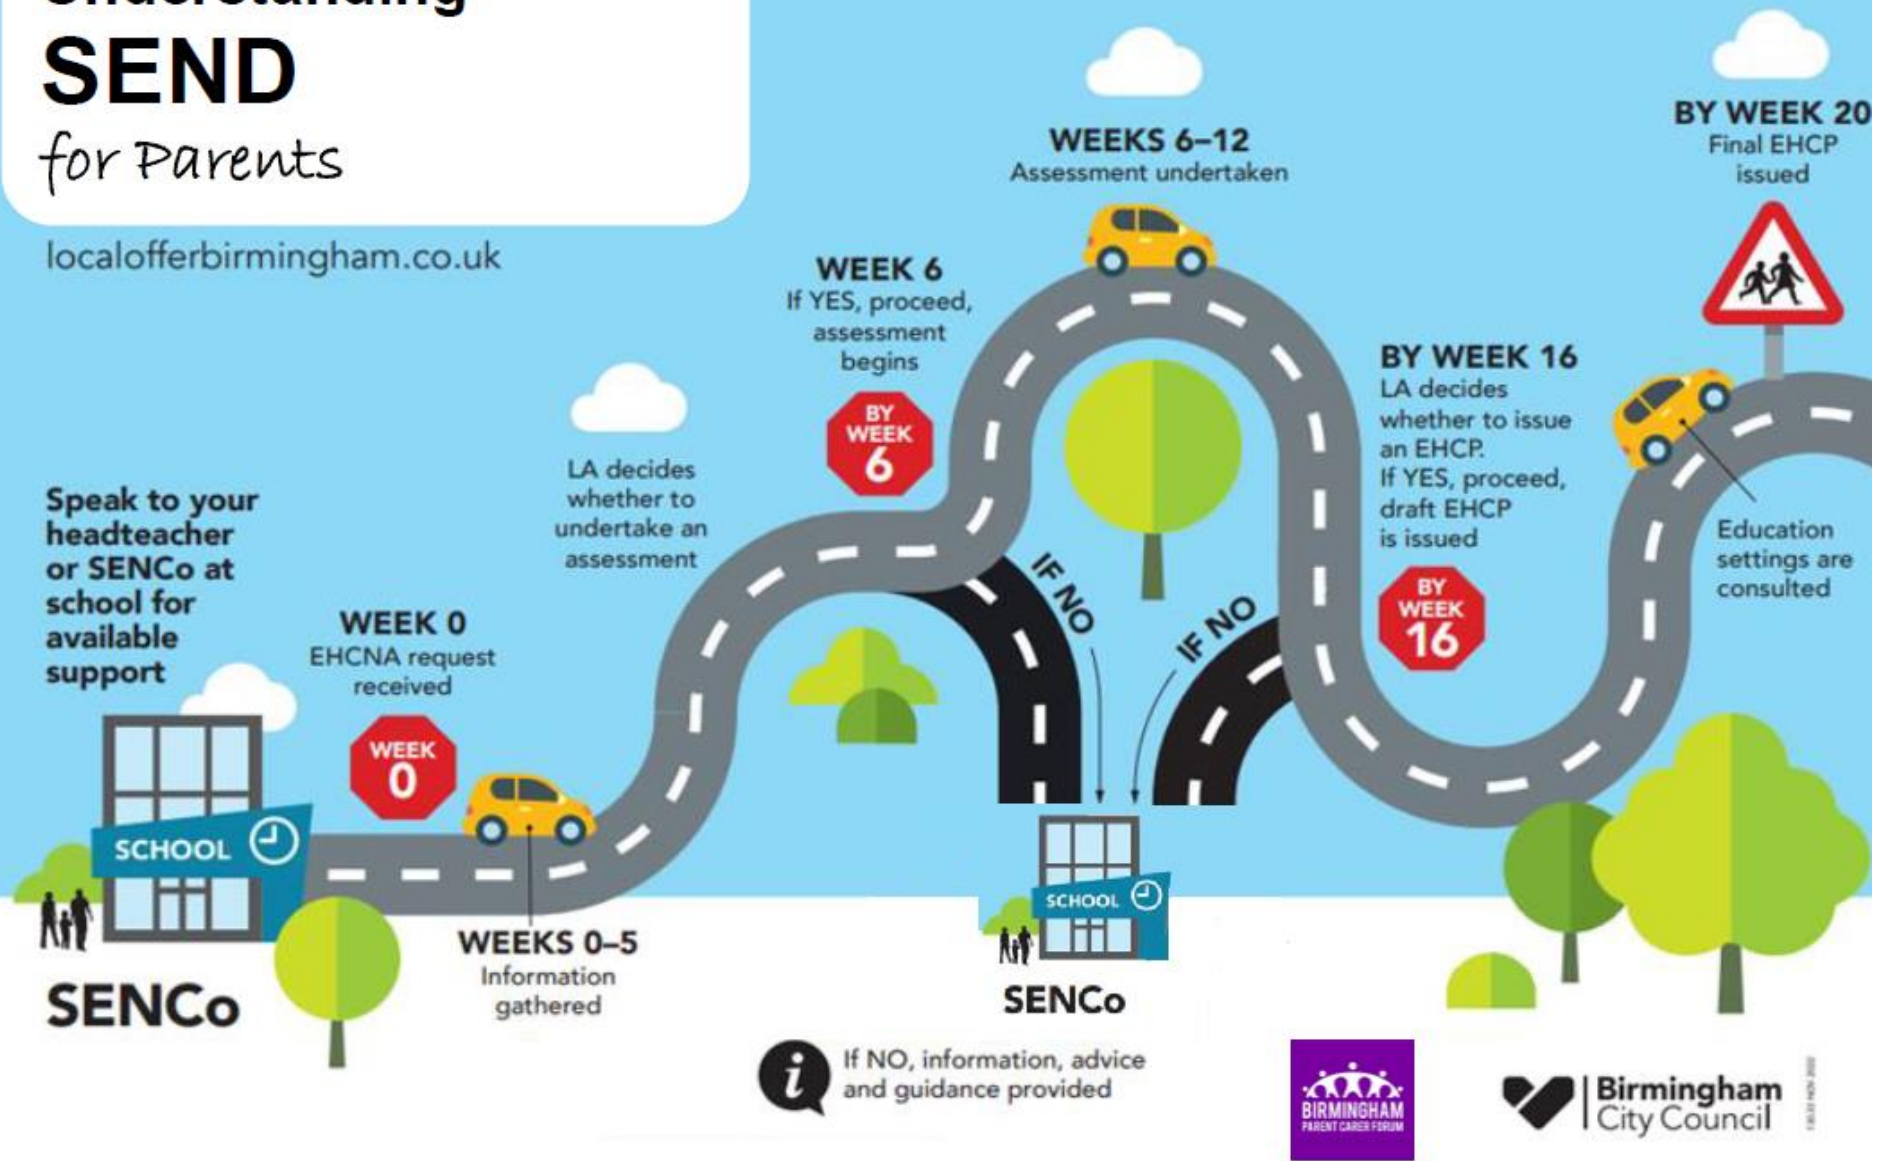 Understanding
SEND
for Parents
localofferbirmingham.co.uk
Speak to your
headteacher
or SENCo at
school for
available
support
SCHOOL
SENCo
WEEK 0
EHCNA request
received
WEEK
0
WEEKS 0–5
Information
gathered
LA decides
whether to
undertake an
assessment
WEEK 6
If YES, proceed,
assessment
begins
BY
WEEK
6
IF NO
WEEKS 6–12
Assessment undertaken
IF NO
SCHOOL
SENCo
BY WEEK 16
LA decides
whether to issue
an EHCP.
If YES, proceed,
draft EHCP
is issued
BY
WEEK
16
Education
settings are
consulted
BY WEEK 20
Final EHCP
issued
i
If NO, information, advice
and guidance provided
BIRMINGHAM
PARENT CARER FORUM
Birmingham
City Council
NOV 2022